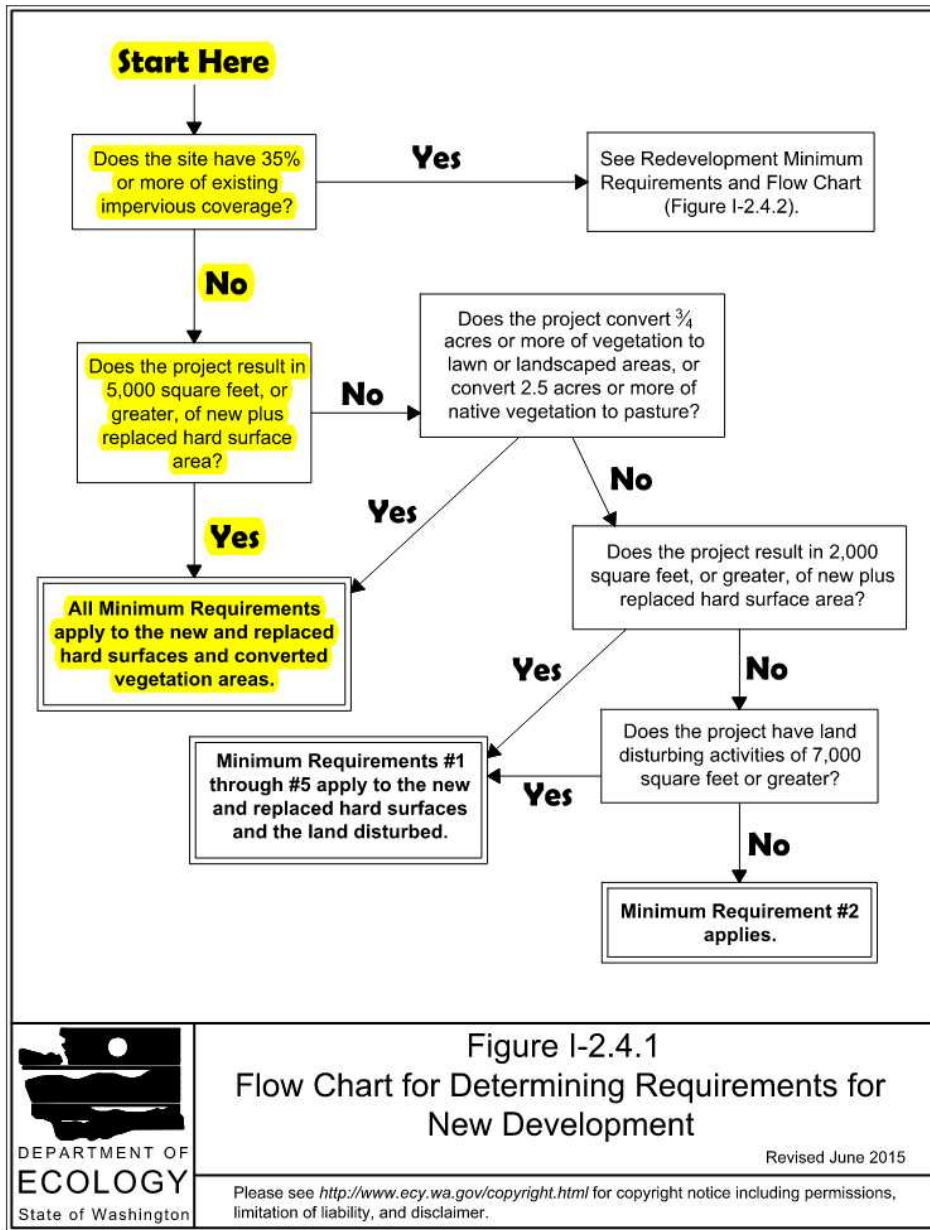 Start Here
Does the site have 35%
or more of existing
impervious coverage?
Yes
See Redevelopment Minimum
Requirements and Flow Chart
(Figure I-2.4.2).
No
Does the project result in
5,000 square feet, or
greater, of new plus
replaced hard surface
area?
No
Does the project convert ¾
acres or more of vegetation to
lawn or landscaped areas, or
convert 2.5 acres or more of
native vegetation to pasture?
Yes
Yes
No
All Minimum Requirements
apply to the new and replaced
hard surfaces and converted
vegetation areas.
Does the project result in 2,000
square feet, or greater, of new plus
replaced hard surface area?
Yes
No
Minimum Requirements #1
through #5 apply to the new
and replaced hard surfaces
and the land disturbed.
Yes
Does the project have land
disturbing activities of 7,000
square feet or greater?
No
Minimum Requirement #2
applies.
DEPARTMENT OF
ECOLOGY
State of Washington
Figure I-2.4.1
Flow Chart for Determining Requirements for
New Development
Revised June 2015
Please see http://www.ecy.wa.gov/copyright.html for copyright notice including permissions,
limitation of liability, and disclaimer.